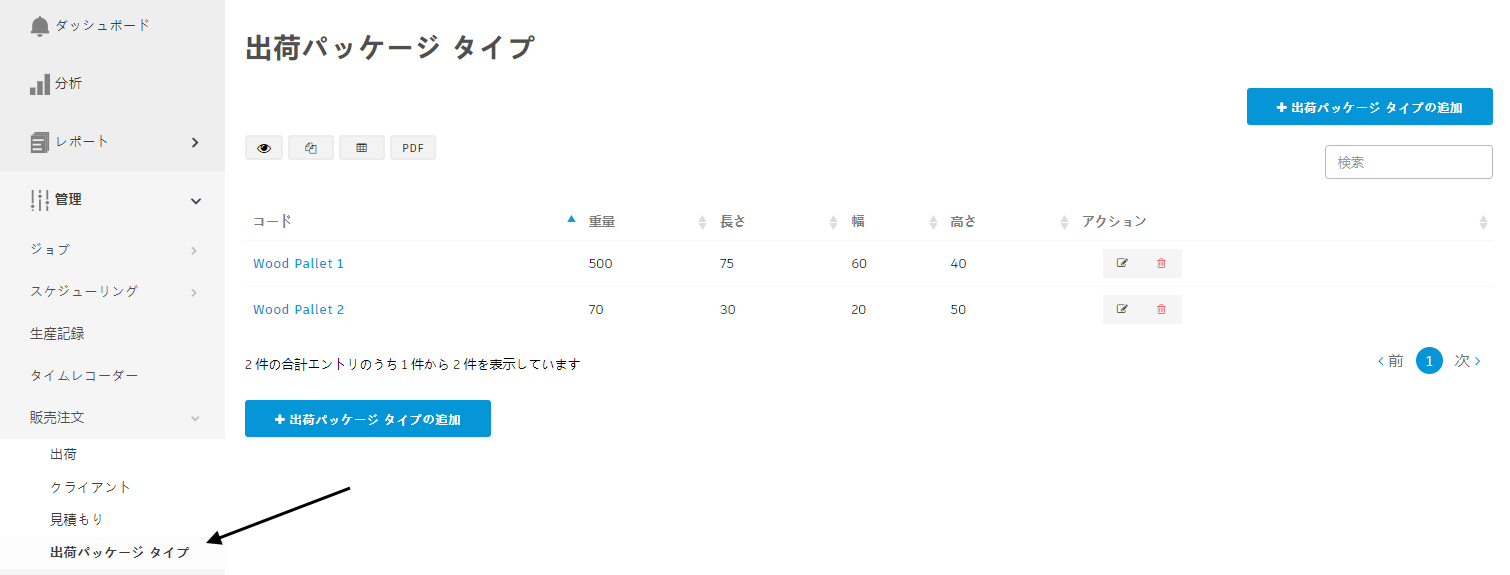 ダッシュボード
分析
レポート
管理
ジョブ
スケジューリング
生産記録
タイムレコーダー
販売注文
出荷
クライアント
見積もり
出荷パッケージ タイプ
出荷パッケージ タイプ
+ 出荷パッケージ タイプの追加
PDF
検索
コード 重量 長さ 幅 高さ アクション
Wood Pallet 1 500 75 60 40
Wood Pallet 2 70 30 20 50
2 件の合計エントリのうち 1 件から 2 件を表示しています
< 前 1 次 >
+ 出荷パッケージ タイプの追加